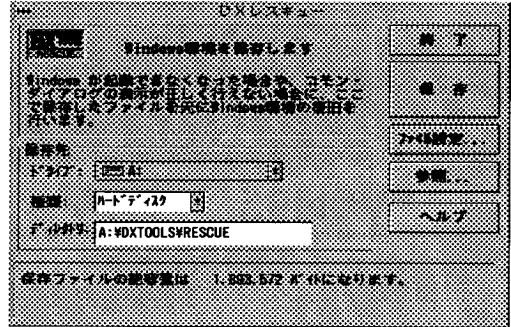 DXレスキュー
Windows環境を保存します
終 了
Windows が起動できなくなった場合や、コモン・
ダイアログの表示が正しく行えない場合に、ここ
で保存したファイルを元にWindows環境の復旧を
行います。
保 存
ファイル設定...
保存先
ドライブ: A:
参照...
種類: ハードディスク
ヘルプ
ディレクトリ: A:¥DXTOOLS¥RESCUE
保存ファイルの総容量は 1,883,572 バイトになります。